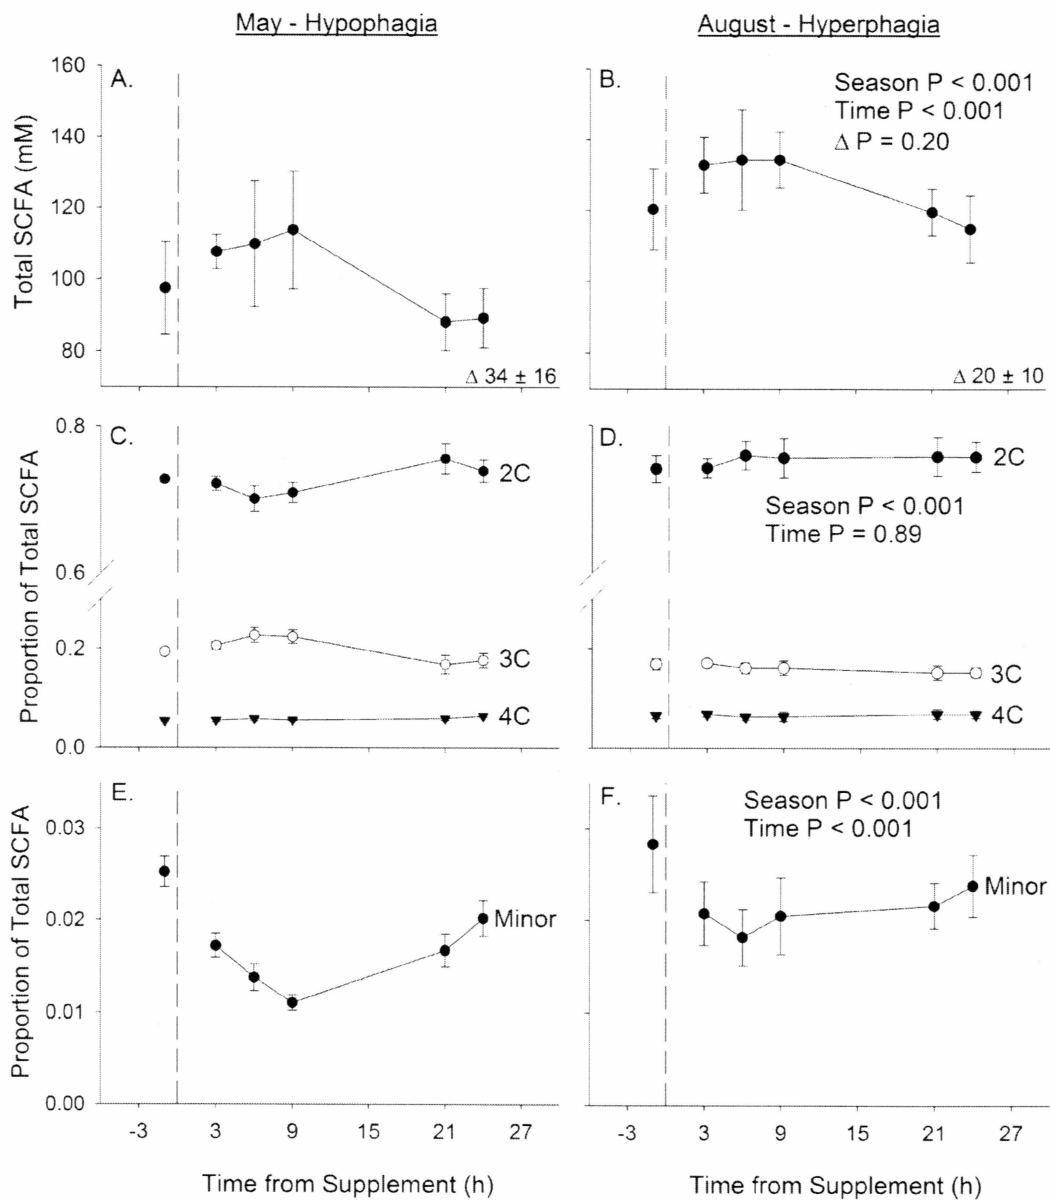 May - Hypophagia
August - Hyperphagia
Total SCFA (mM)
160
140
120
100
80
A.
Δ 34 ± 16
B.
Season P < 0.001
Time P < 0.001
Δ P = 0.20
Δ 20 ± 10
Proportion of Total SCFA
0.8
0.6
0.2
0.0
C.
2C
3C
4C
D.
2C
Season P < 0.001
Time P = 0.89
3C
4C
Proportion of Total SCFA
0.03
0.02
0.01
0.00
E.
Minor
F.
Season P < 0.001
Time P < 0.001
Minor
-3 3 9 15 21 27
-3 3 9 15 21 27
Time from Supplement (h)
Time from Supplement (h)